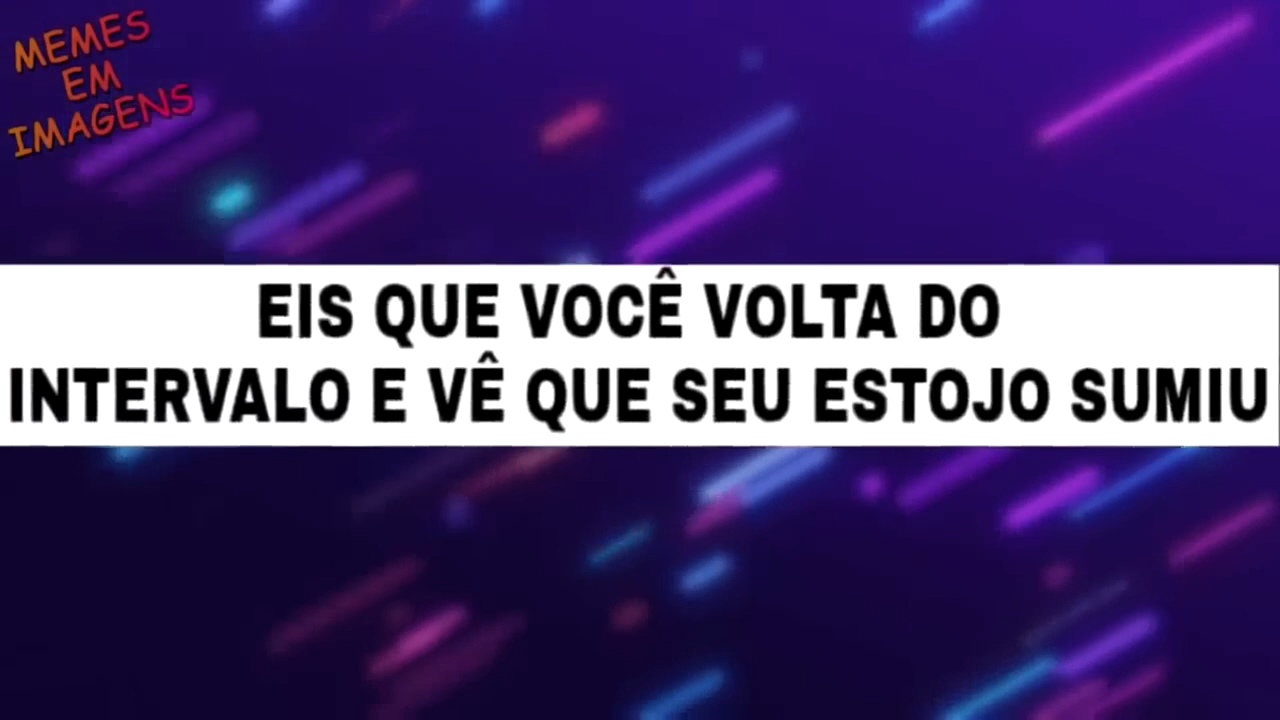 MEMES
EM
IMAGENS
EIS QUE VOCÊ VOLTA DO
INTERVALO E VÊ QUE SEU ESTOJO SUMIU